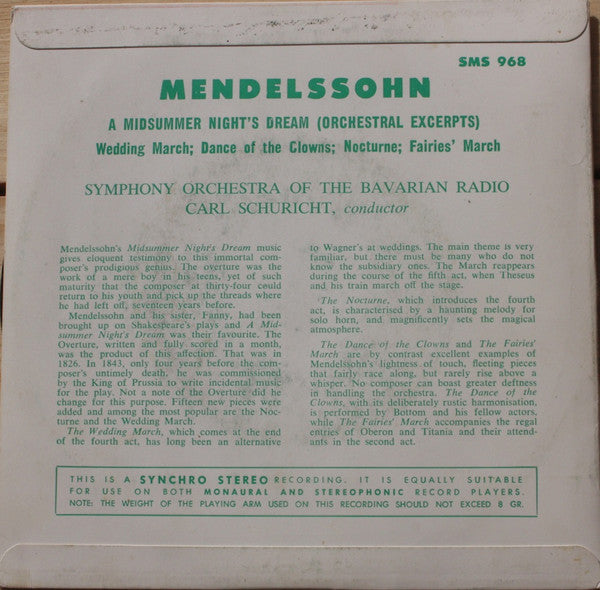 SMS 968
MENDELSSOHN
A MIDSUMMER NIGHT'S DREAM (ORCHESTRAL EXCERPTS)
Wedding March; Dance of the Clowns; Nocturne; Fairies' March
SYMPHONY ORCHESTRA OF THE BAVARIAN RADIO
CARL SCHURICHT, conductor
Mendelssohn's Midsummer Night's Dream music
gives eloquent testimony to this immortal com-
poser's prodigious genius. The overture was the
work of a mere boy in his teens, yet of such
maturity that the composer at thirty-four could
return to his youth and pick up the threads where
he had left off, seventeen years before.
Mendelssohn and his sister, Fanny, had been
brought up on Shakespeare's plays and A Mid-
summer Night's Dream was their favourite. The
Overture, written and fully scored in a month,
was the product of this affection. That was in
1826. In 1843, only four years before the com-
poser's untimely death, he was commissioned
by the King of Prussia to write incidental music
for the play. Not a note of the Overture did he
change for this purpose. Fifteen new pieces were
added and among the most popular are the Noc-
turne and the Wedding March.
The Wedding March, which comes at the end
of the fourth act, has long been an alternative
to Wagner's at weddings. The main theme is very
familiar, but there must be many who do not
know the subsidiary ones. The March reappears
during the course of the fifth act, when Theseus
and his train march off the stage.
The Nocturne, which introduces the fourth
act, is characterised by a haunting melody for
solo horn, and magnificently sets the magical
atmosphere.
The Dance of the Clowns and The Fairies'
March are by contrast excellent examples of
Mendelssohn's lightness of touch, fleeting pieces
that fairly race along, but rarely rise above a
whisper. No composer can boast greater deftness
in handling the orchestra. The Dance of the
Clowns, with its deliberately rustic harmonisation,
is performed by Bottom and his fellow actors,
while The Fairies' March accompanies the regal
entries of Oberon and Titania and their attend-
ants in the second act.
THIS IS A SYNCHRO STEREO RECORDING. IT IS EQUALLY SUITABLE
FOR USE ON BOTH MONAURAL AND STEREOPHONIC RECORD PLAYERS.
NOTE: THE WEIGHT OF THE PLAYING ARM USED ON THIS RECORDING SHOULD NOT EXCEED 8 GR.